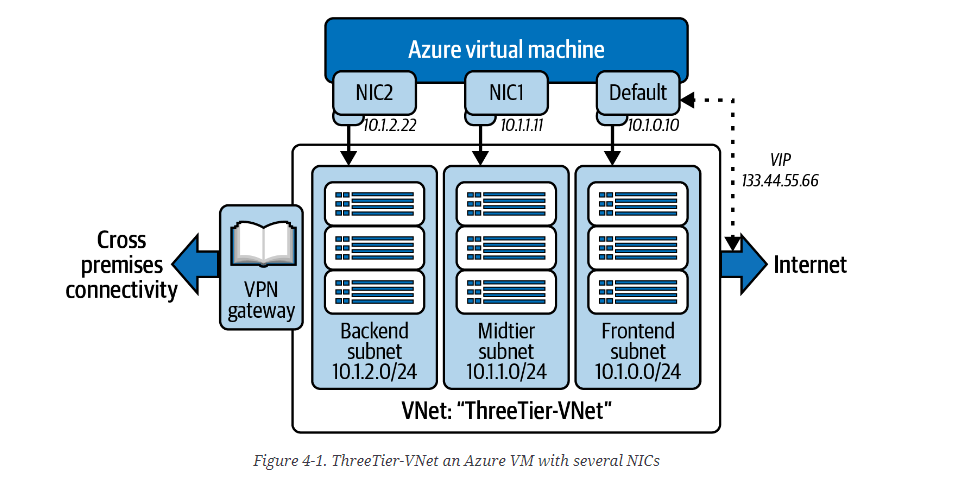 Azure virtual machine
NIC2
NIC1
Default
10.1.2.22
10.1.1.11
10.1.0.10
VIP
133.44.55.66
Cross
premises
connectivity
VPN
gateway
Internet
Backend
subnet
10.1.2.0/24
Midtier
subnet
10.1.1.0/24
Frontend
subnet
10.1.0.0/24
VNet: “ThreeTier-VNet”
Figure 4-1. ThreeTier-VNet an Azure VM with several NICs